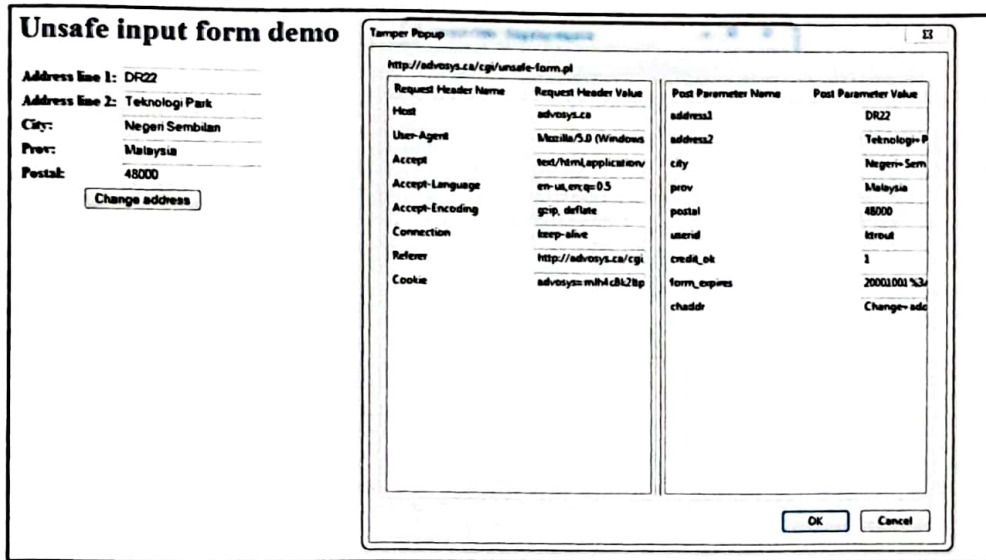 Unsafe input form demo
Address line 1: DR22
Address line 2: Teknologi Park
City: Negeri Sembilan
Prov: Malaysia
Postal: 48000
Change address
Tamper Popup
http://advosys.ca/cgi/unsafe-form.pl
Request Header Name Request Header Value
Host advosys.ca
User-Agent Mozilla/5.0 (Windows
Accept text/html,application/
Accept-Language en-us,en;q=0.5
Accept-Encoding gzip, deflate
Connection keep-alive
Referer http://advosys.ca/cgi
Cookie
Post Parameter Name Post Parameter Value
address1 DR22
address2 Teknologi+P
city Negeri+Sem
prov Malaysia
postal 48000
userid ktrout
credit_ok 1
form_expires 20001001%3A
chaddr Change+add
OK Cancel